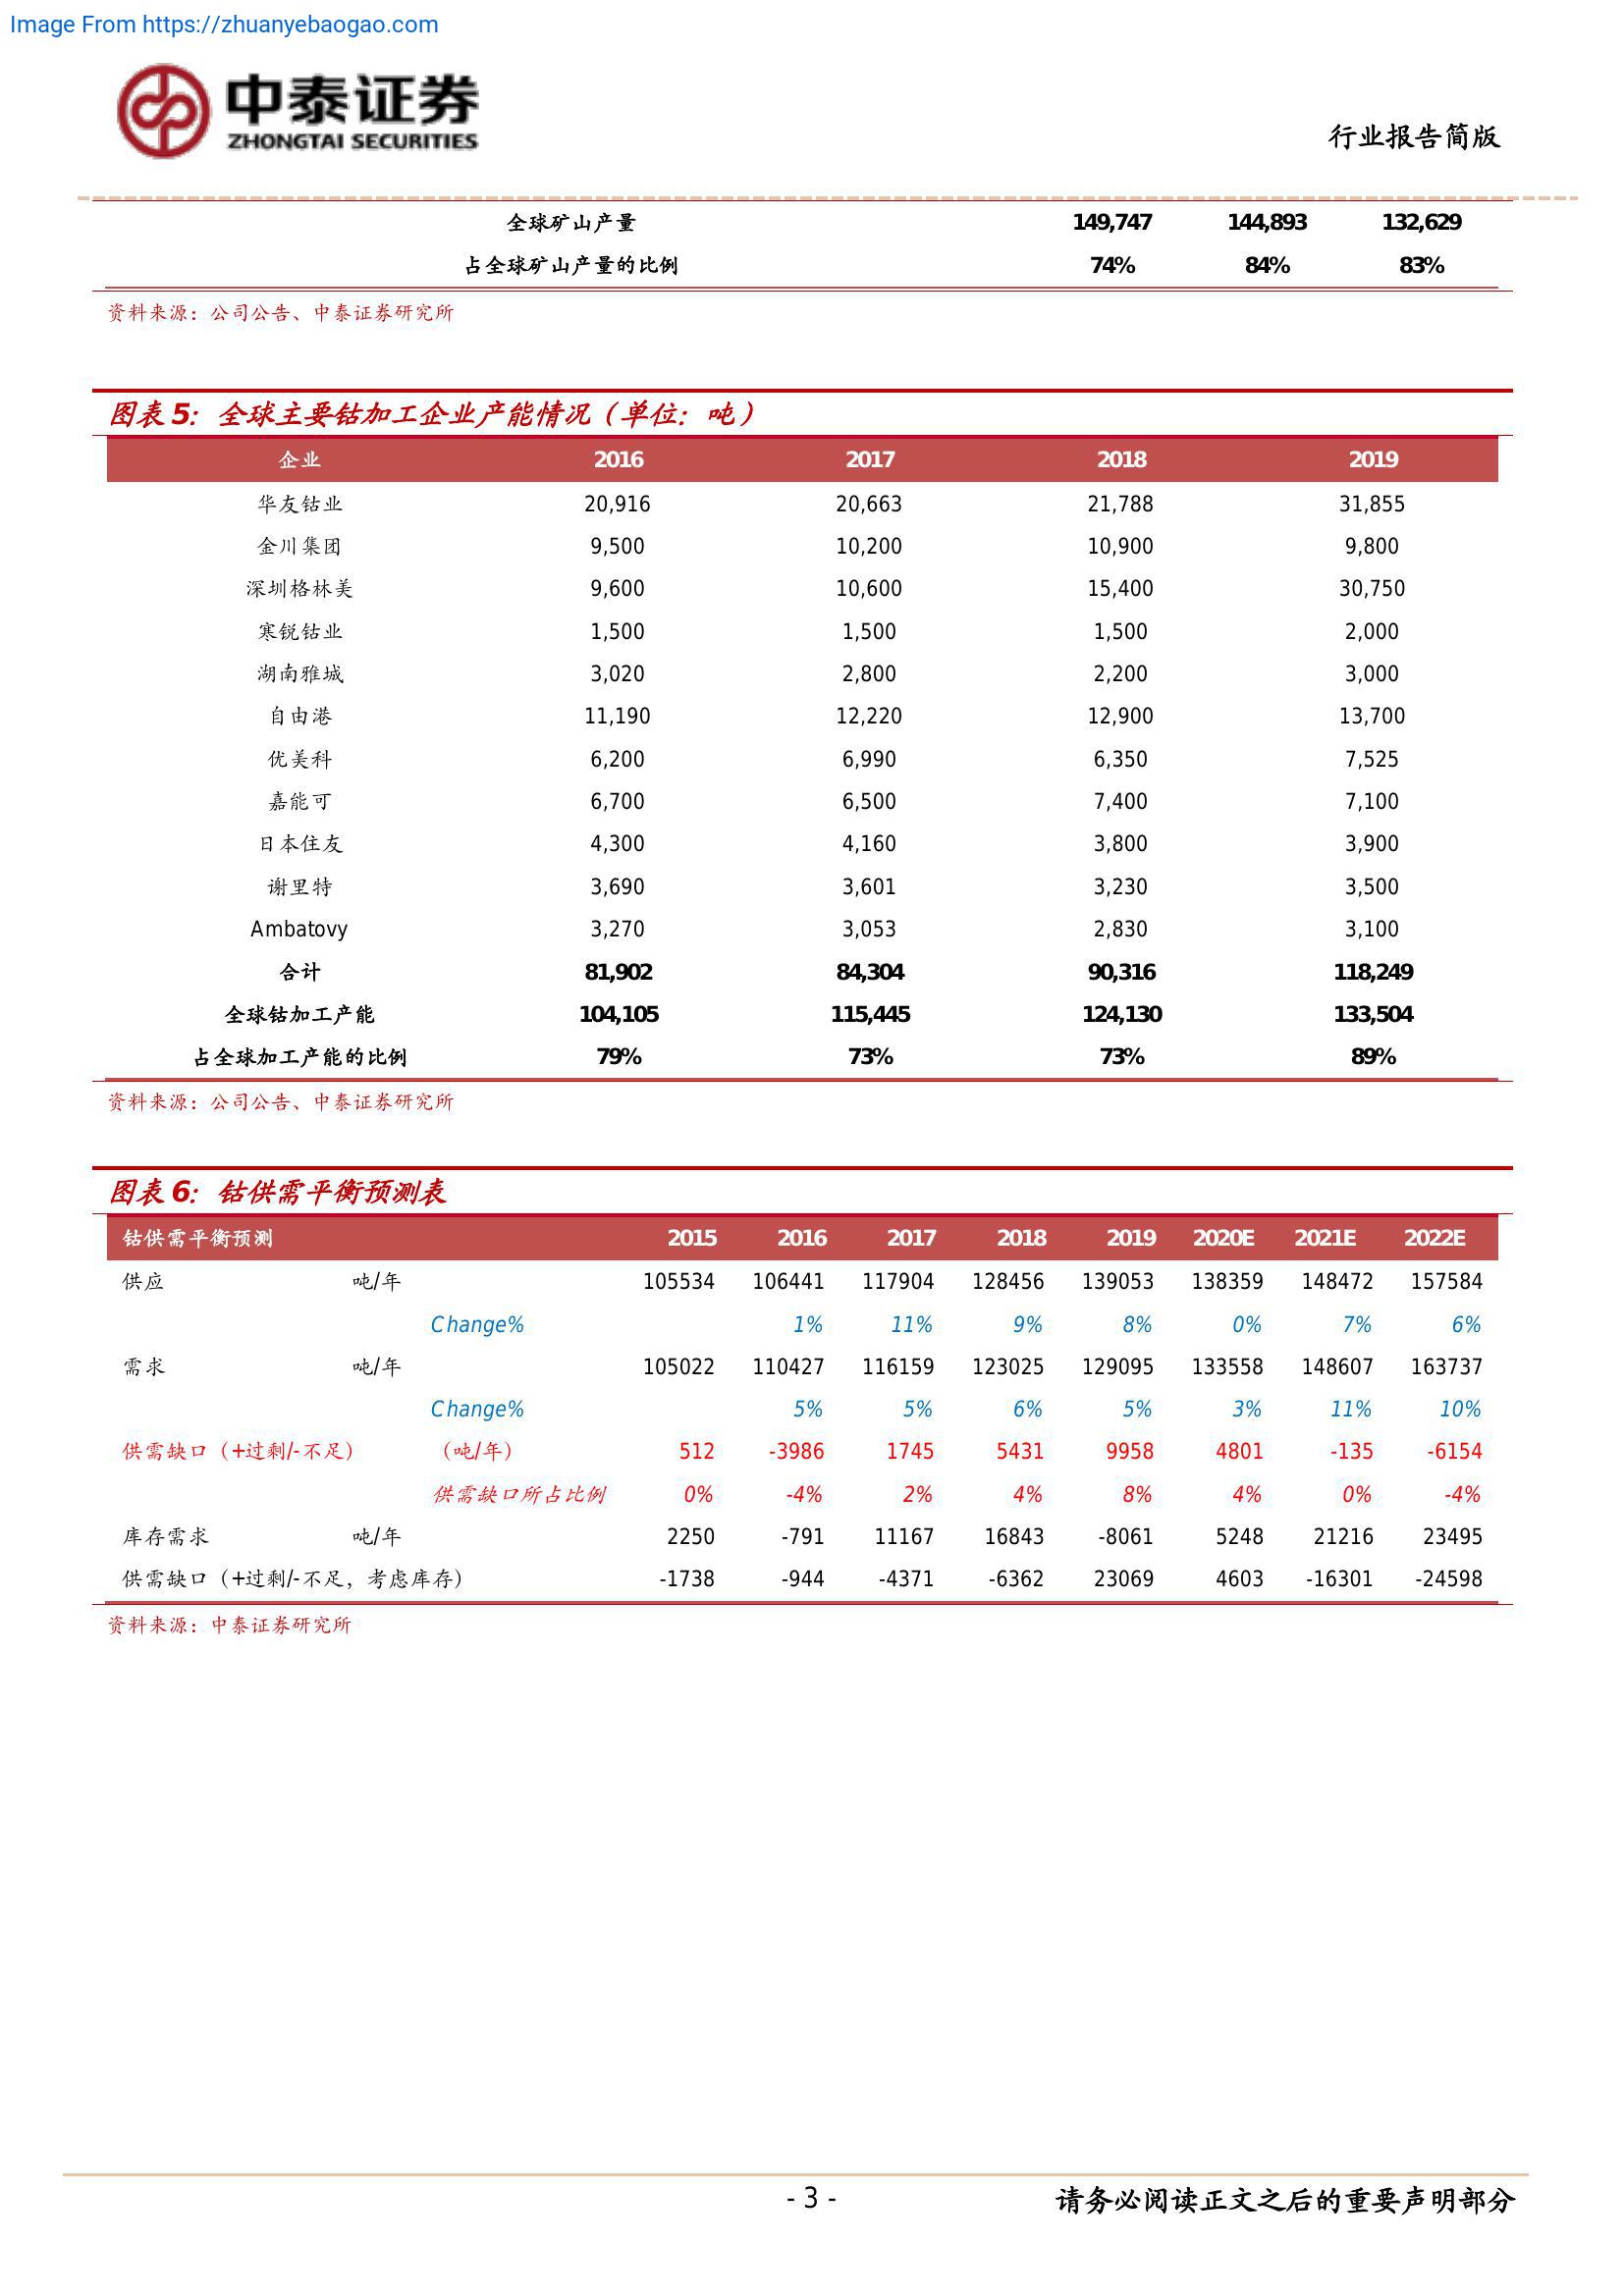 Image From https://zhuanyebaogao.com
中泰证券
ZHONGTAI SECURITIES
行业报告简版
全球矿山产量 149,747 144,893 132,629
占全球矿山产量的比例 74% 84% 83%
资料来源：公司公告、中泰证券研究所
图表 5：全球主要钴加工企业产能情况（单位：吨）
企业 2016 2017 2018 2019
华友钴业 20,916 20,663 21,788 31,855
金川集团 9,500 10,200 10,900 9,800
深圳格林美 9,600 10,600 15,400 30,750
寒锐钴业 1,500 1,500 1,500 2,000
湖南雅城 3,020 2,800 2,200 3,000
自由港 11,190 12,220 12,900 13,700
优美科 6,200 6,990 6,350 7,525
嘉能可 6,700 6,500 7,400 7,100
日本住友 4,300 4,160 3,800 3,900
谢里特 3,690 3,601 3,230 3,500
Ambatovy 3,270 3,053 2,830 3,100
合计 81,902 84,304 90,316 118,249
全球钴加工产能 104,105 115,445 124,130 133,504
占全球加工产能的比例 79% 73% 73% 89%
资料来源：公司公告、中泰证券研究所
图表 6：钴供需平衡预测表
钴供需平衡预测 2015 2016 2017 2018 2019 2020E 2021E 2022E
供应 吨/年 105534 106441 117904 128456 139053 138359 148472 157584
Change% 1% 11% 9% 8% 0% 7% 6%
需求 吨/年 105022 110427 116159 123025 129095 133558 148607 163737
Change% 5% 5% 6% 5% 3% 11% 10%
供需缺口（+过剩/-不足） （吨/年） 512 -3986 1745 5431 9958 4801 -135 -6154
供需缺口所占比例 0% -4% 2% 4% 8% 4% 0% -4%
库存需求 吨/年 2250 -791 11167 16843 -8061 5248 21216 23495
供需缺口（+过剩/-不足，考虑库存） -1738 -944 -4371 -6362 23069 4603 -16301 -24598
资料来源：中泰证券研究所
- 3 -
请务必阅读正文之后的重要声明部分